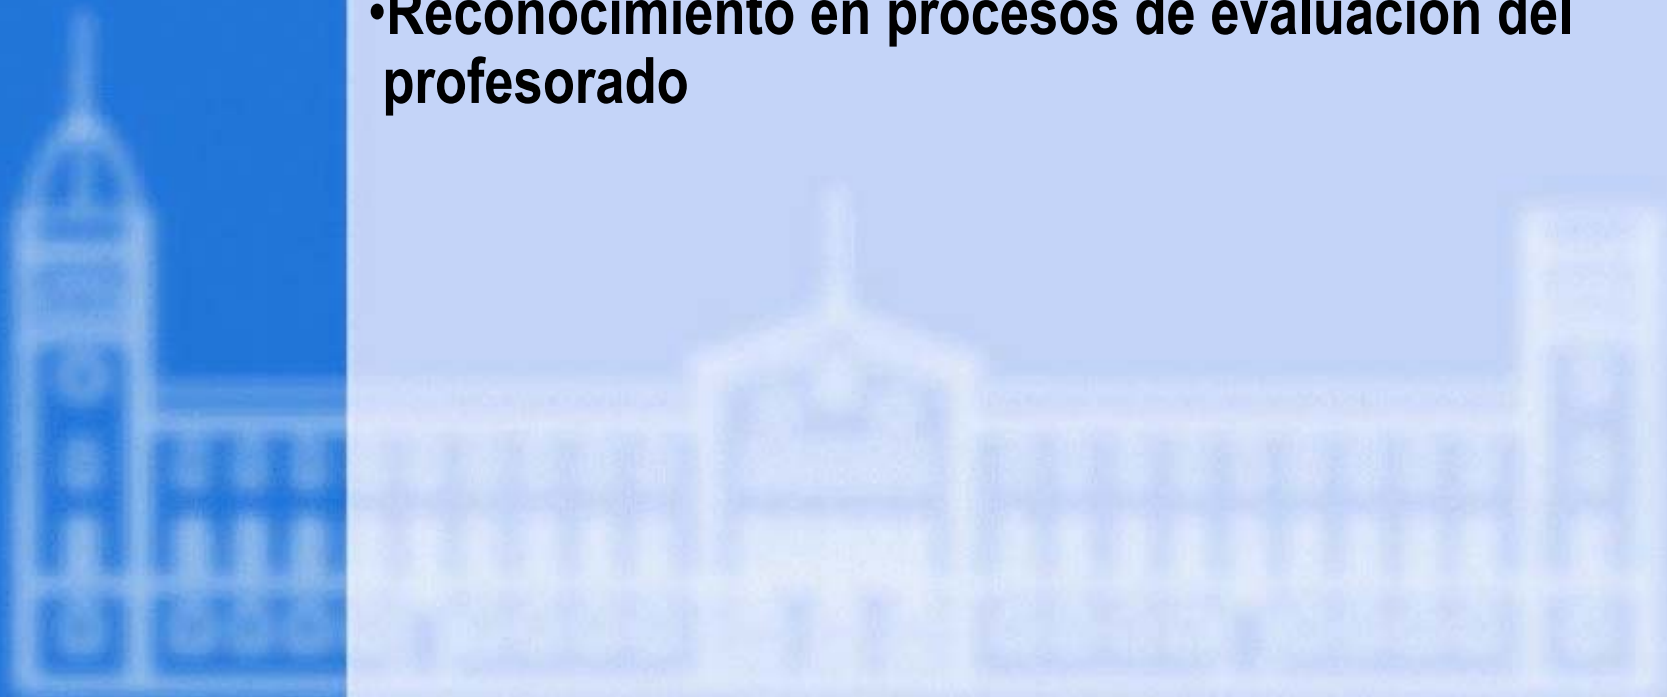 •Reconocimiento en procesos de evaluación del
profesorado